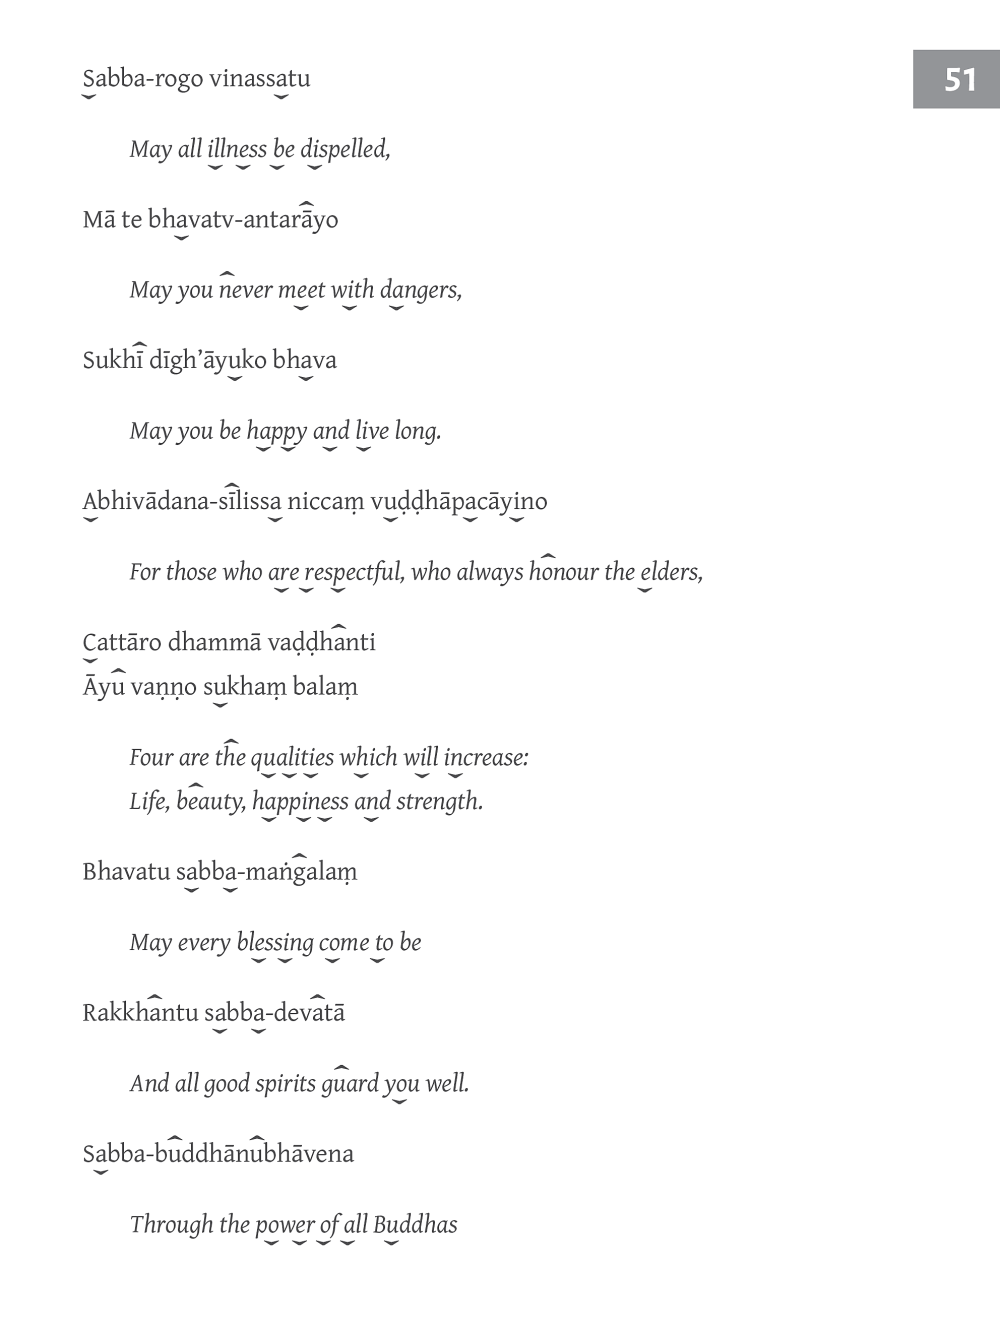 51
Sabba-rogo vinassatu
May all illness be dispelled,
Mā te bhavatv-antarāyo
May you never meet with dangers,
Sukhī dīgh’āyuko bhava
May you be happy and live long.
Abhivādana-sīlissa niccaṃ vuḍḍhāpacāyino
For those who are respectful, who always honour the elders,
Cattāro dhammā vaḍḍhanti
Āyu vaṇṇo sukhaṃ balaṃ
Four are the qualities which will increase:
Life, beauty, happiness and strength.
Bhavatu sabba-maṅgalaṃ
May every blessing come to be
Rakkhantu sabba-devatā
And all good spirits guard you well.
Sabba-buddhānubhāvena
Through the power of all Buddhas